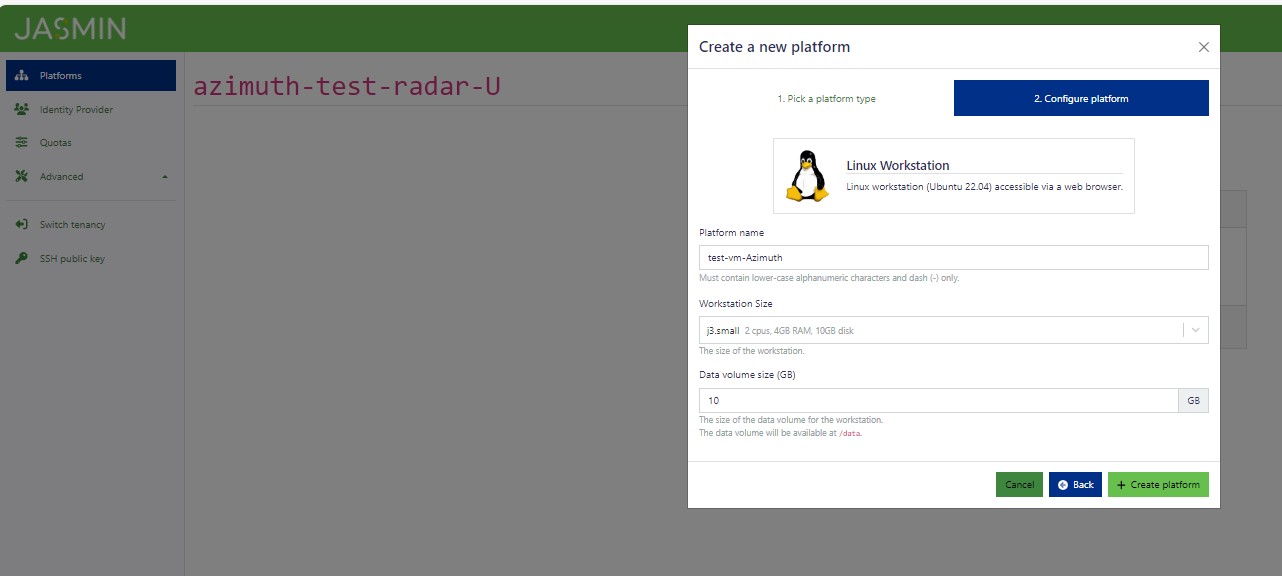 JASMIN
Platforms
Identity Provider
Quotas
Advanced
Switch tenancy
SSH public key
azimuth-test-radar-U
Create a new platform
1. Pick a platform type
2. Configure platform
Linux Workstation
Linux workstation (Ubuntu 22.04) accessible via a web browser.
Platform name
test-vm-Azimuth
Must contain lower-case alphanumeric characters and dash (-) only.
Workstation Size
j3.small 2 cpus, 4GB RAM, 10GB disk
The size of the workstation.
Data volume size (GB)
10 GB
The size of the data volume for the workstation.
The data volume will be available at /data.
Cancel Back + Create platform